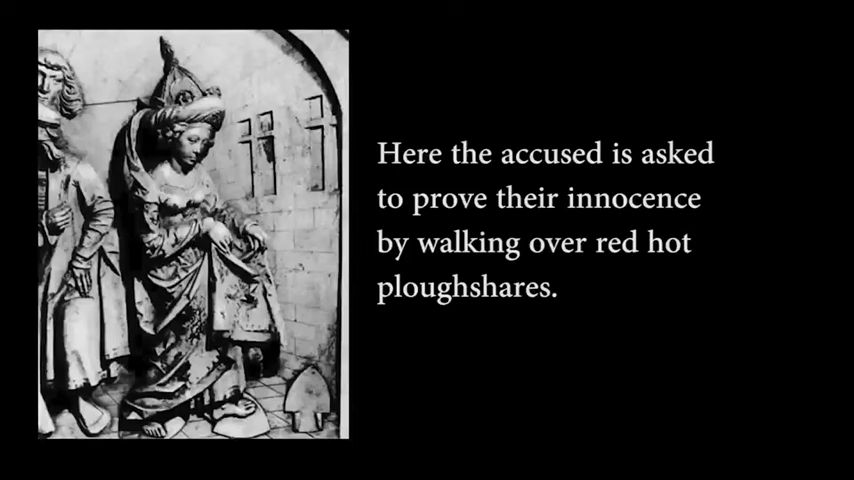 Here the accused is asked
to prove their innocence
by walking over red hot
ploughshares.